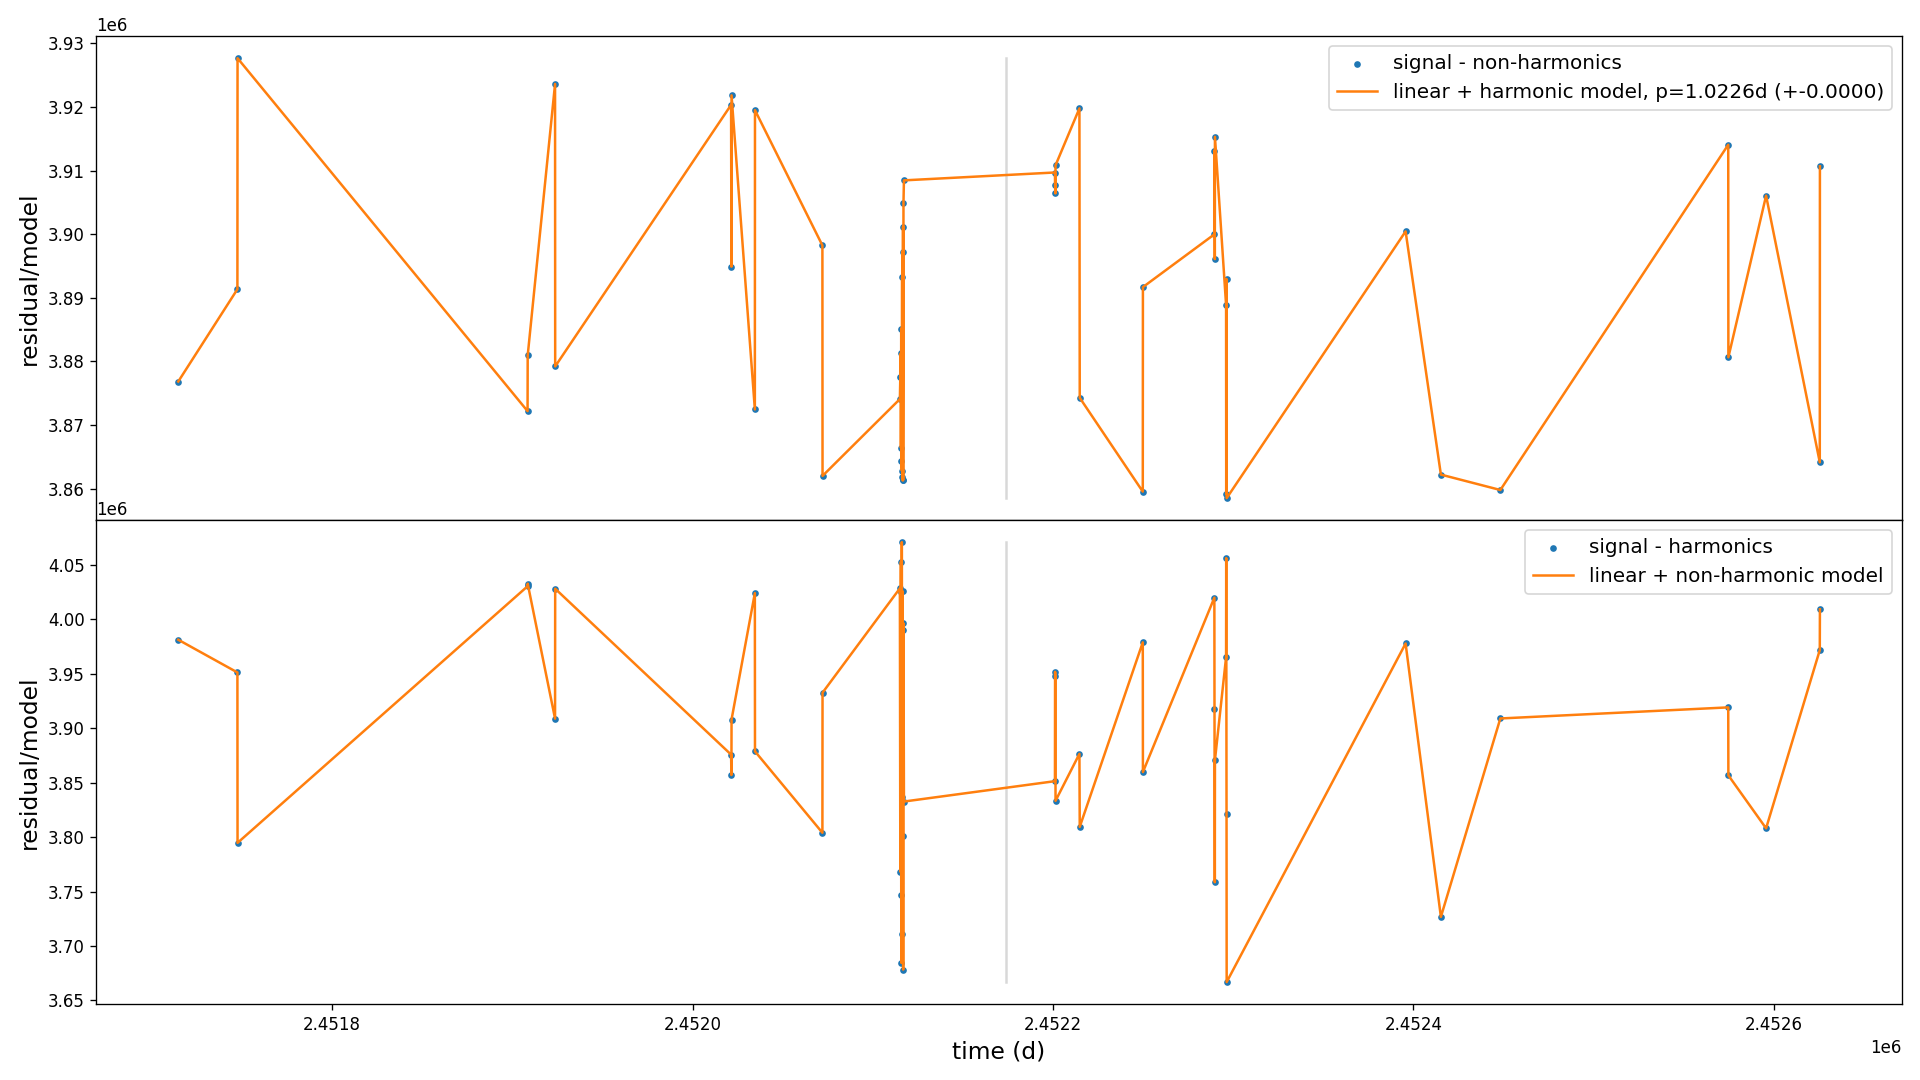 1e6
3.93
3.92
3.91
3.90
3.89
3.88
3.87
3.86
residual/model
signal - non-harmonics
linear + harmonic model, p=1.0226d (+-0.0000)
1e6
4.05
4.00
3.95
3.90
3.85
3.80
3.75
3.70
3.65
residual/model
signal - harmonics
linear + non-harmonic model
2.4518 2.4520 2.4522 2.4524 2.4526
1e6
time (d)